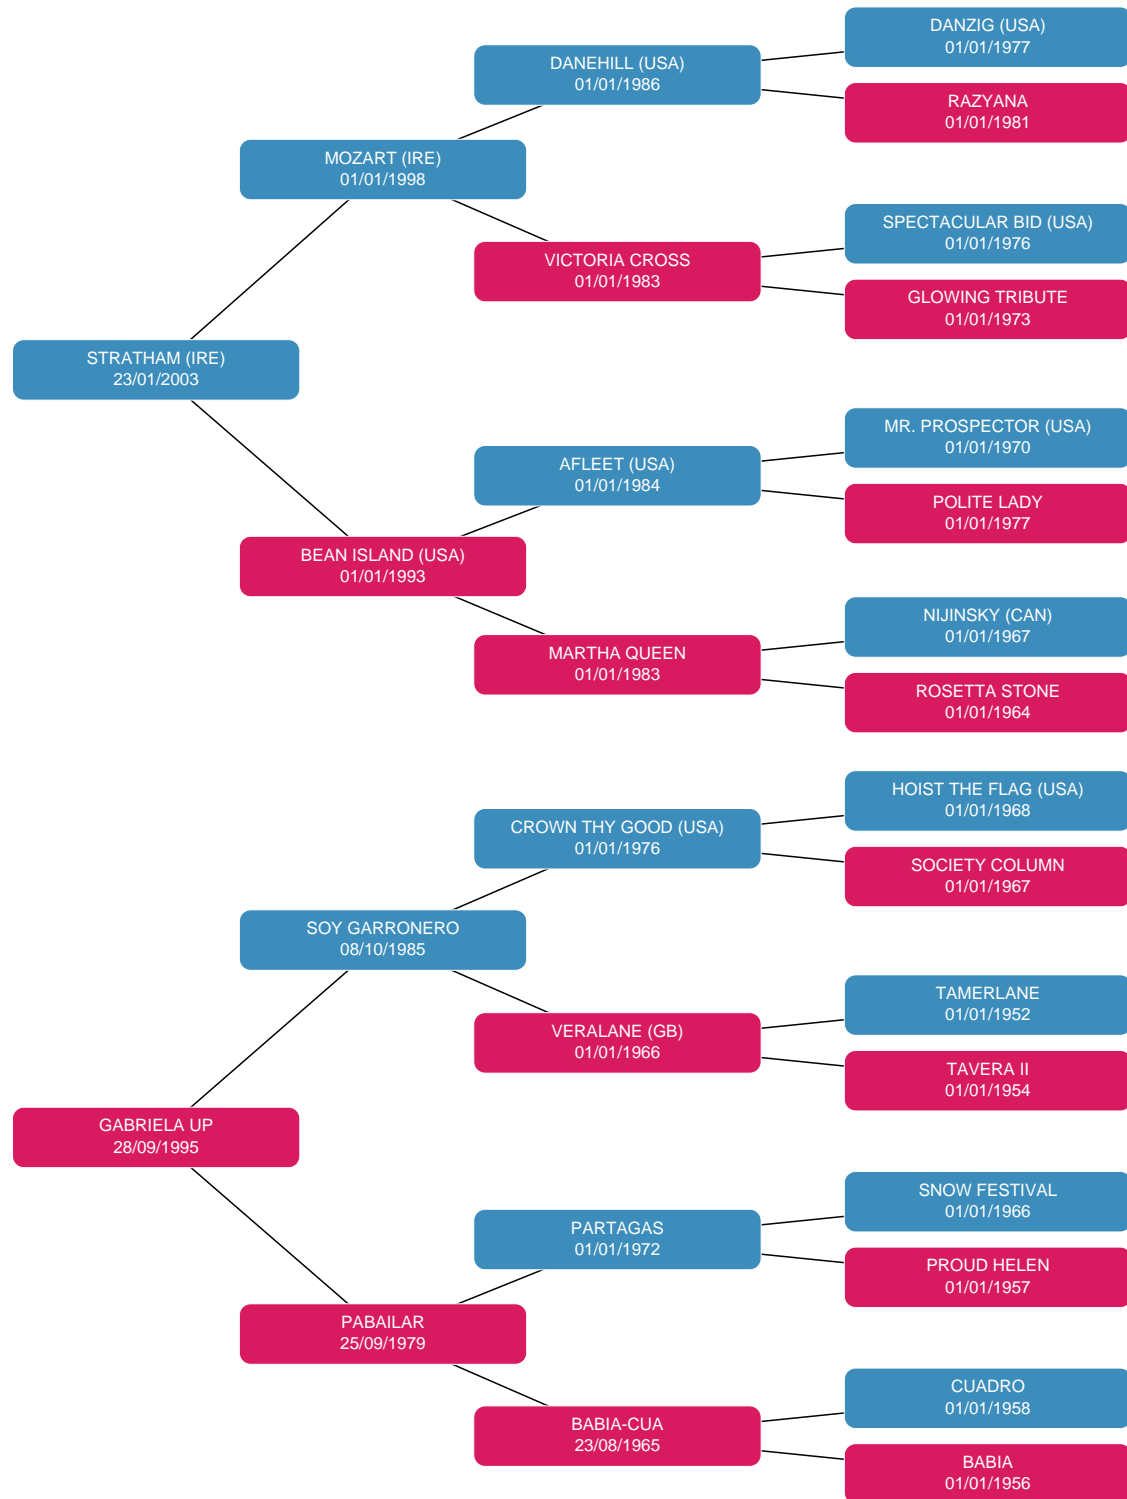 DANZIG (USA)
01/01/1977
DANEHILL (USA)
01/01/1986
RAZYANA
01/01/1981
MOZART (IRE)
01/01/1998
SPECTACULAR BID (USA)
01/01/1976
VICTORIA CROSS
01/01/1983
GLOWING TRIBUTE
01/01/1973
STRATHAM (IRE)
23/01/2003
MR. PROSPECTOR (USA)
01/01/1970
AFLEET (USA)
01/01/1984
POLITE LADY
01/01/1977
BEAN ISLAND (USA)
01/01/1993
NIJINSKY (CAN)
01/01/1967
MARTHA QUEEN
01/01/1983
ROSETTA STONE
01/01/1964
HOIST THE FLAG (USA)
01/01/1968
CROWN THY GOOD (USA)
01/01/1976
SOCIETY COLUMN
01/01/1967
SOY GARRONERO
08/10/1985
TAMERLANE
01/01/1952
VERALANE (GB)
01/01/1966
TAVERA II
01/01/1954
GABRIELA UP
28/09/1995
SNOW FESTIVAL
01/01/1966
PARTAGAS
01/01/1972
PROUD HELEN
01/01/1957
PABAILAR
25/09/1979
CUADRO
01/01/1958
BABIA-CUA
23/08/1965
BABIA
01/01/1956